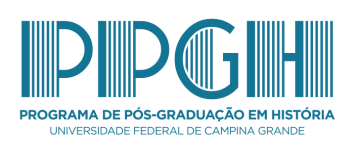 PPGH
PROGRAMA DE PÓS-GRADUAÇÃO EM HISTÓRIA
UNIVERSIDADE FEDERAL DE CAMPINA GRANDE